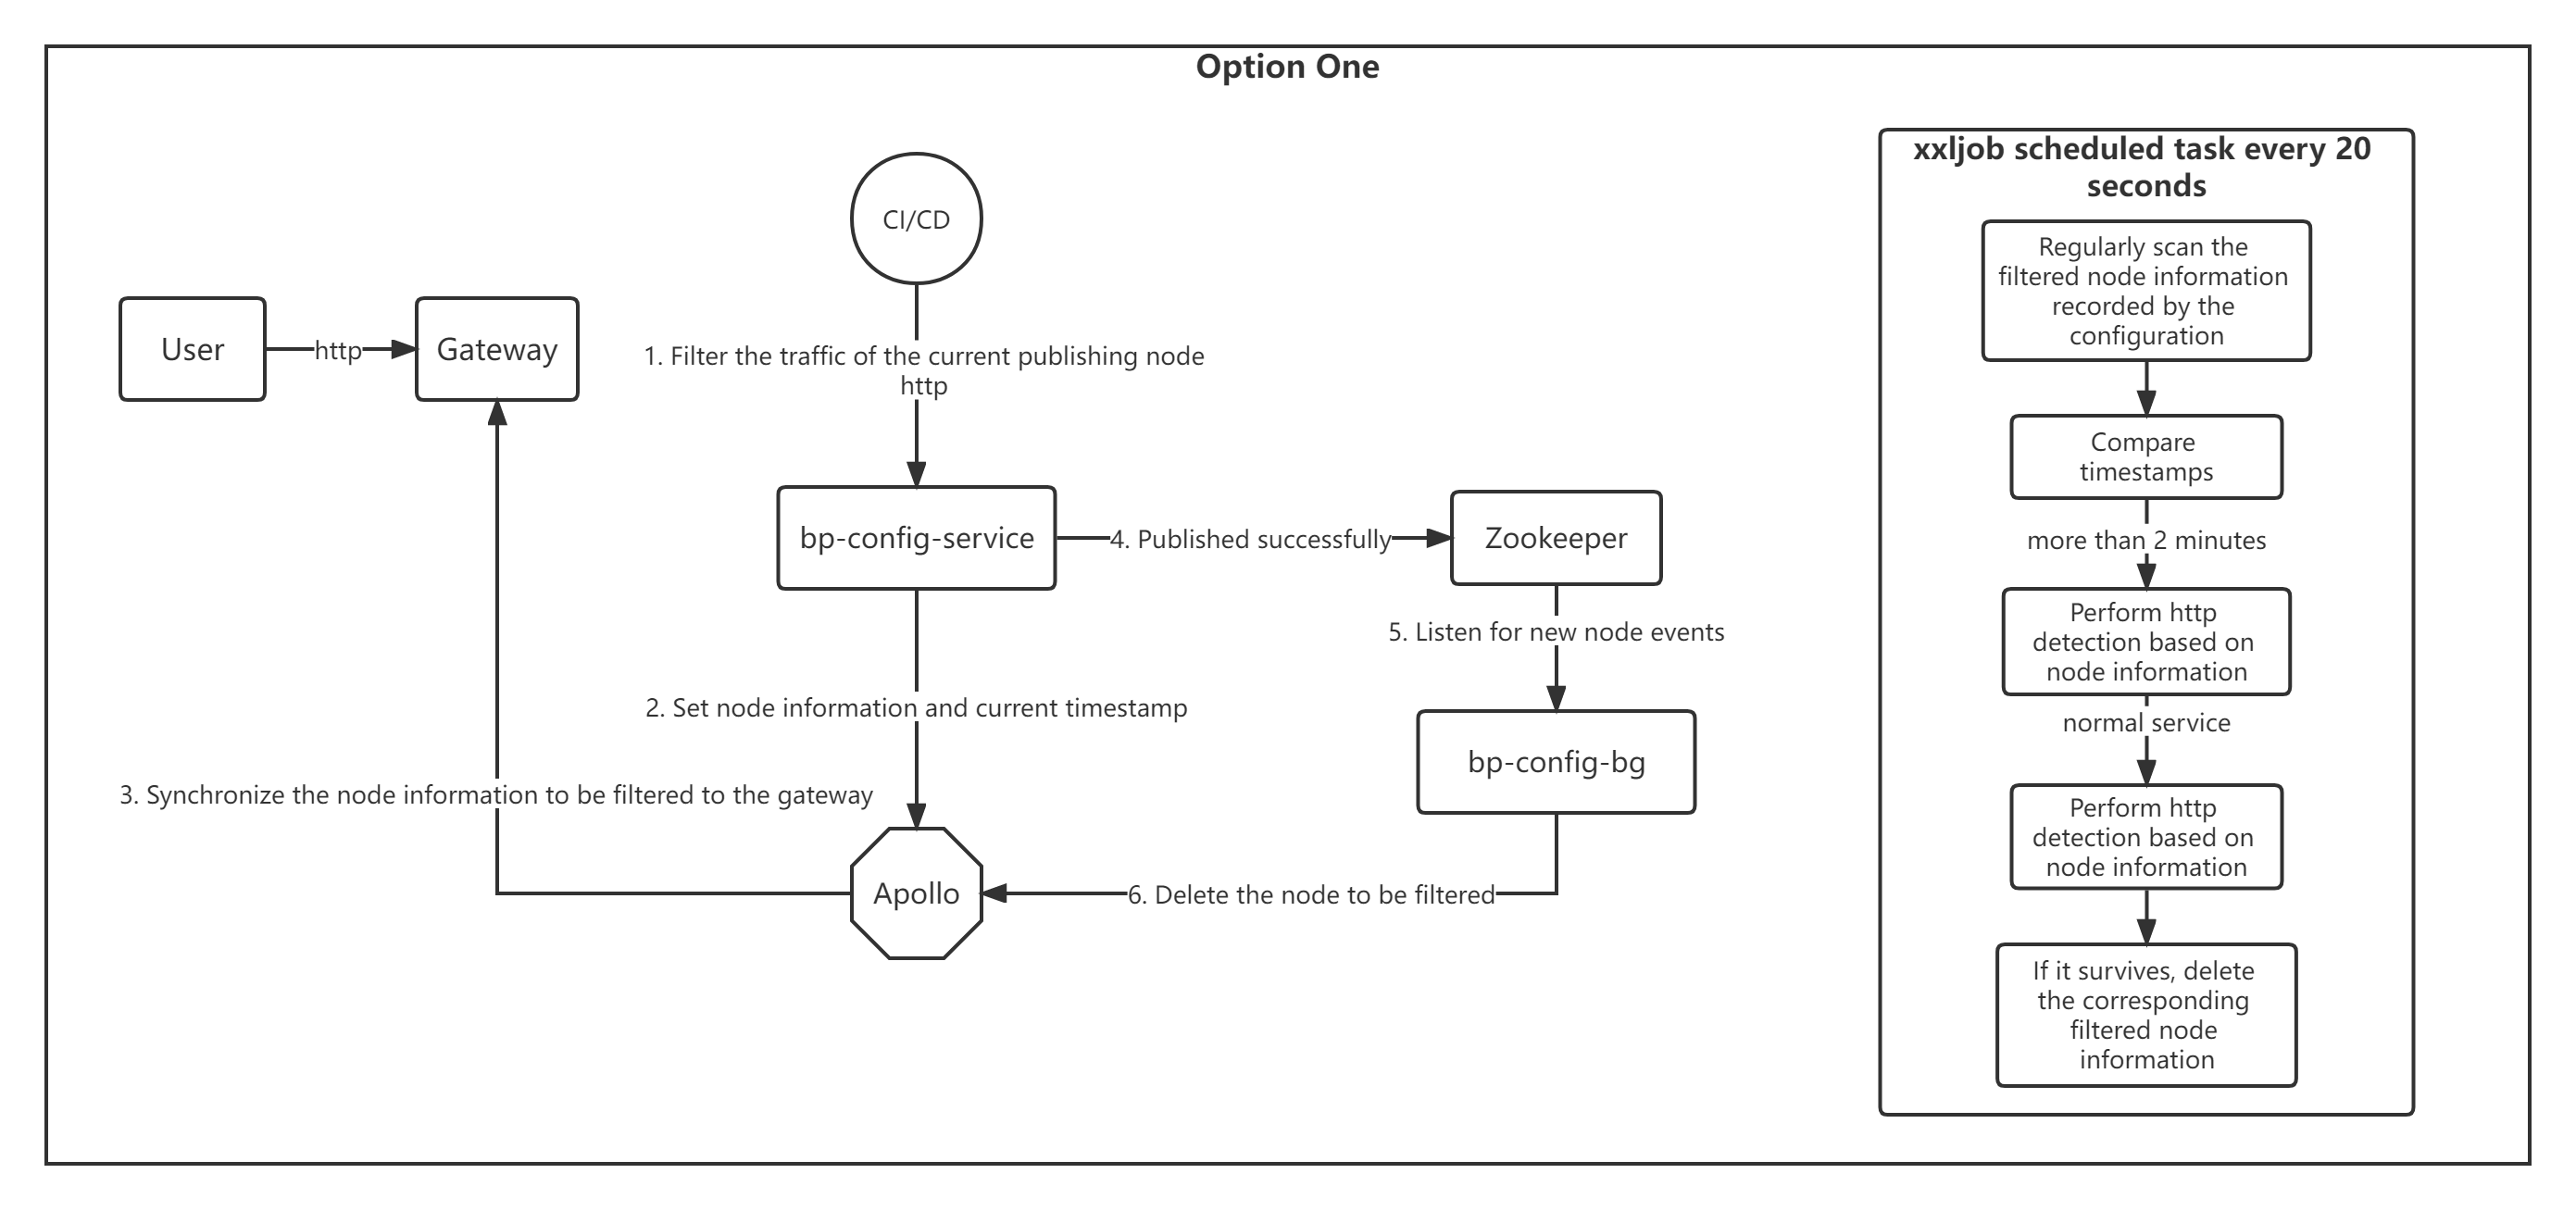 Option One
xxljob scheduled task every 20
seconds
CI/CD
Regularly scan the
filtered node information
recorded by the
configuration
User
http
Gateway
1. Filter the traffic of the current publishing node
http
Compare
timestamps
more than 2 minutes
bp-config-service
4. Published successfully
Zookeeper
5. Listen for new node events
Perform http
detection based on
node information
normal service
2. Set node information and current timestamp
bp-config-bg
3. Synchronize the node information to be filtered to the gateway
Perform http
detection based on
node information
Apollo
6. Delete the node to be filtered
If it survives, delete
the corresponding
filtered node
information